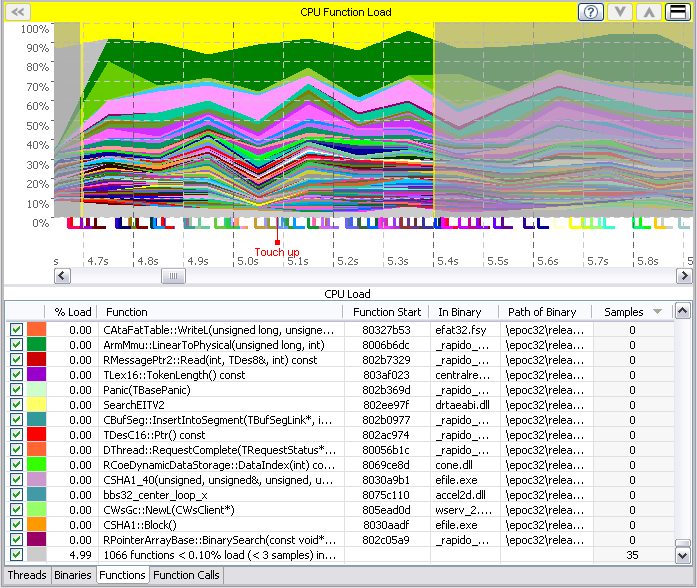 CPU Function Load
100%
90%
80%
70%
60%
50%
40%
30%
20%
10%
0%
Touch up
s 4.7s 4.8s 4.9s 5.0s 5.1s 5.2s 5.3s 5.4s 5.5s 5.6s 5.7s 5.8s 5.9s 5
CPU Load
% Load Function Function Start In Binary Path of Binary Samples
0.00 CAtaFatTable::WriteL(unsigned long, unsigne... 80327b53 efat32.fsy \epoc32\relea... 0
0.00 ArmMmu::LinearToPhysical(unsigned long, int) 8006b6dc _rapido_... \epoc32\relea... 0
0.00 RMessagePtr2::Read(int, TDes8&, int) const 802b7329 _rapido_... \epoc32\relea... 0
0.00 TLex16::TokenLength() const 803af023 centralre... \epoc32\relea... 0
0.00 Panic(TBasePanic) 802b369d _rapido_... \epoc32\relea... 0
0.00 SearchEITV2 802ee97f drtaeabi.dll \epoc32\relea... 0
0.00 CBufSeg::InsertIntoSegment(TBufSegLink*, i... 802b0977 _rapido_... \epoc32\relea... 0
0.00 TDesC16::Ptr() const 802ac974 _rapido_... \epoc32\relea... 0
0.00 DThread::RequestComplete(TRequestStatus*... 80056b1c _rapido_... \epoc32\relea... 0
0.00 RCoeDynamicDataStorage::DataIndex(int) co... 8069ce8d cone.dll \epoc32\relea... 0
0.00 CSHA1_40(unsigned, unsigned&, unsigned, u... 8030a9b1 efile.exe \epoc32\relea... 0
0.00 bbs32_center_loop_x 8075c110 accel2d.dll \epoc32\relea... 0
0.00 CWsGc::NewL(CWsClient*) 805ead0d wserv_2.... \epoc32\relea... 0
0.00 CSHA1::Block() 8030aadf efile.exe \epoc32\relea... 0
0.00 RPointerArrayBase::BinarySearch(const void*... 802c05a9 _rapido_... \epoc32\relea... 0
4.99 1066 functions < 0.10% load (< 3 samples) in... 35
Threads Binaries Functions Function Calls